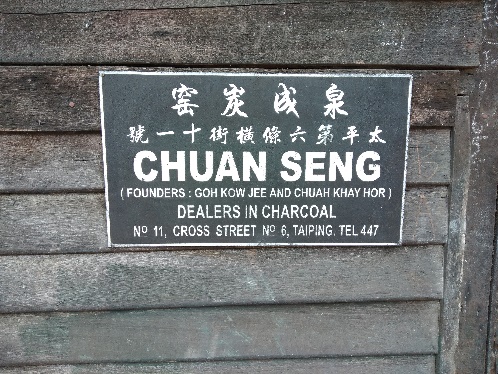 泉成炭窰
太平第六條橫街十一號
CHUAN SENG
( FOUNDERS : GOH KOW JEE AND CHUAH KHAY HOR )
DEALERS IN CHARCOAL
Nº 11, CROSS STREET Nº 6, TAIPING. TEL 447